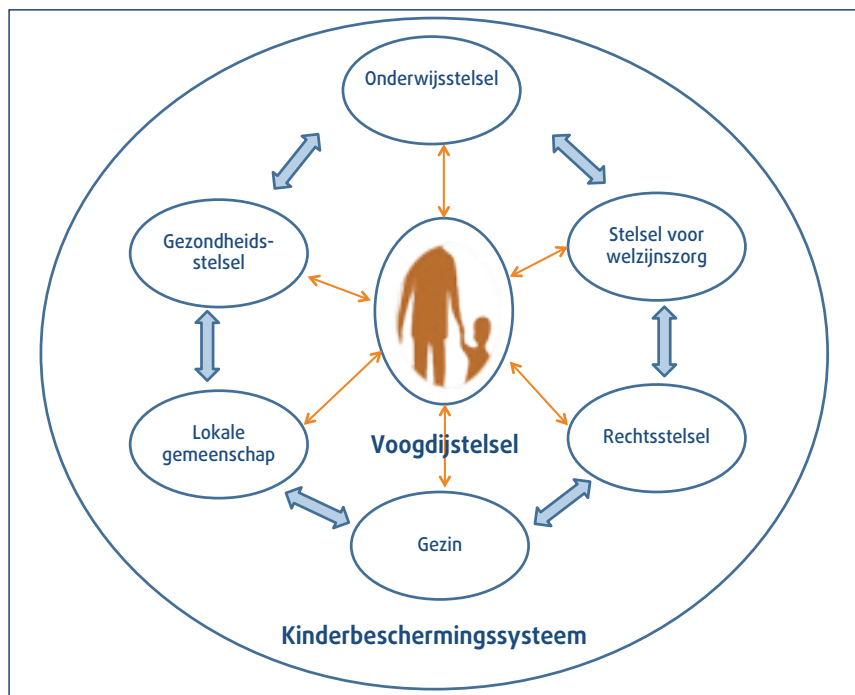 Onderwijsstelsel
Gezondheids-
stelsel
Stelsel voor
welzijnszorg
Lokale
gemeenschap
Voogdijstelsel
Rechtsstelsel
Gezin
Kinderbeschermingssysteem